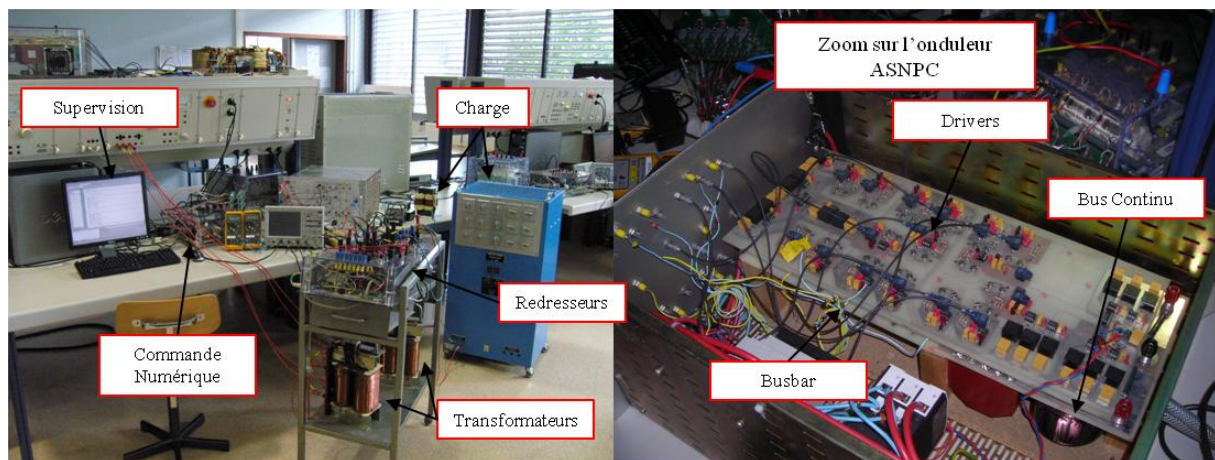 Supervision
Charge
Redresseurs
Commande
Numérique
Transformateurs
Zoom sur l'onduleur
ASNPC
Drivers
Bus Continu
Busbar